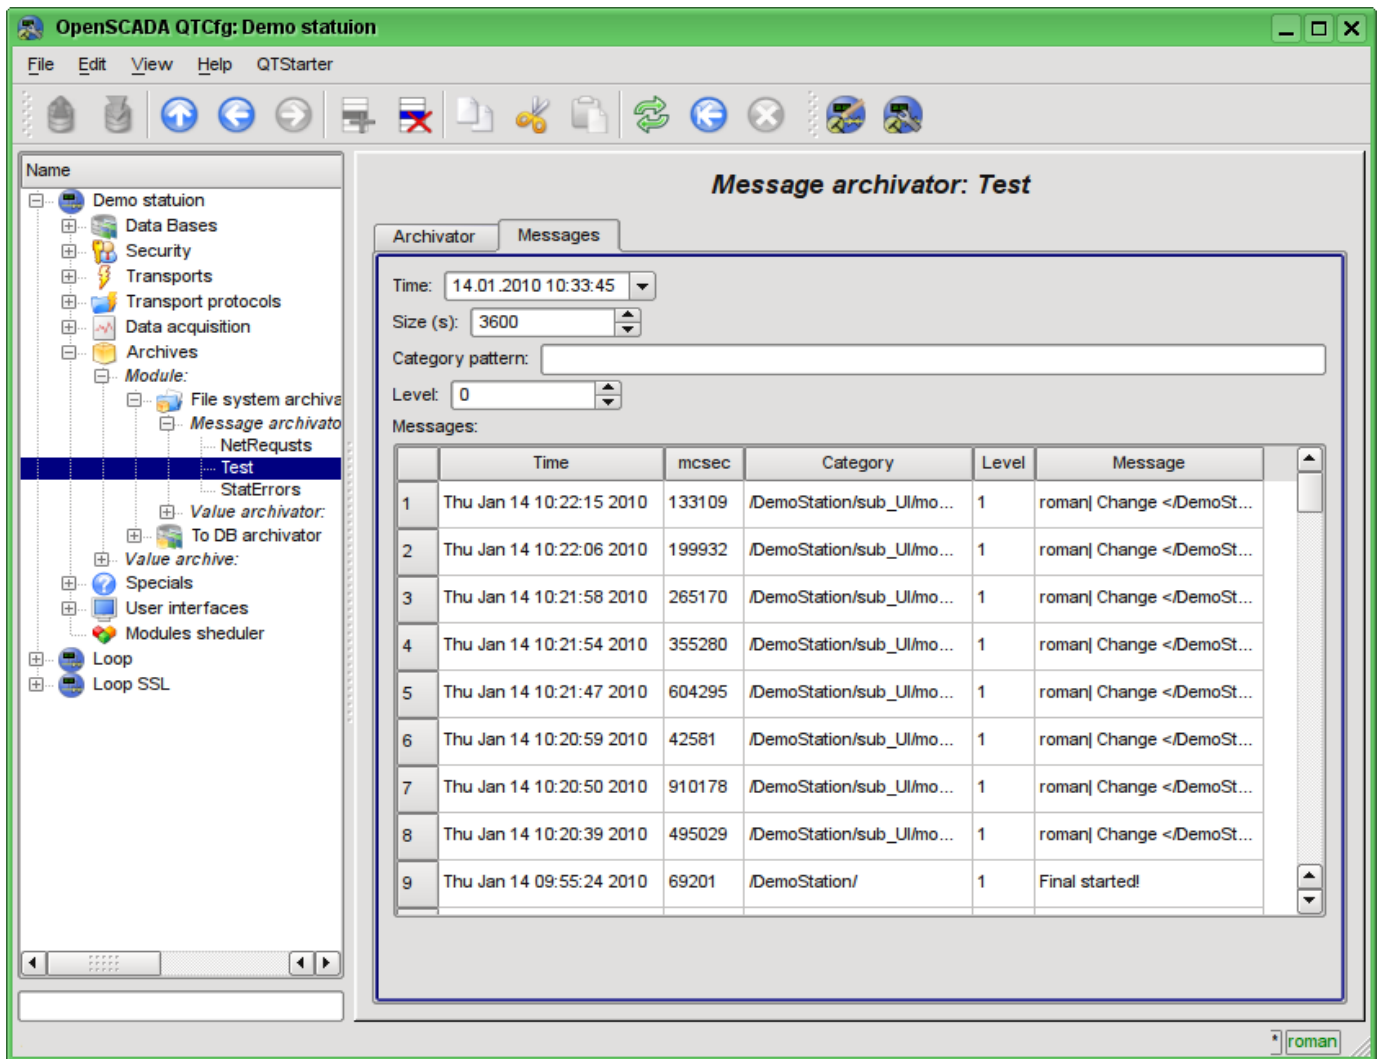 OpenSCADA QTCfg: Demo statuion
File Edit View Help QTStarter
Name
Demo statuion
Data Bases
Security
Transports
Transport protocols
Data acquisition
Archives
Module:
File system archiva
Message archivato
NetRequsts
Test
StatErrors
Value archivator:
To DB archivator
Value archive:
Specials
User interfaces
Modules sheduler
Loop
Loop SSL
Message archivator: Test
Archivator Messages
Time: 14.01.2010 10:33:45
Size (s): 3600
Category pattern:
Level: 0
Messages:
Time mcsec Category Level Message
1 Thu Jan 14 10:22:15 2010 133109 /DemoStation/sub_UI/mo... 1 roman| Change </DemoSt...
2 Thu Jan 14 10:22:06 2010 199932 /DemoStation/sub_UI/mo... 1 roman| Change </DemoSt...
3 Thu Jan 14 10:21:58 2010 265170 /DemoStation/sub_UI/mo... 1 roman| Change </DemoSt...
4 Thu Jan 14 10:21:54 2010 355280 /DemoStation/sub_UI/mo... 1 roman| Change </DemoSt...
5 Thu Jan 14 10:21:47 2010 604295 /DemoStation/sub_UI/mo... 1 roman| Change </DemoSt...
6 Thu Jan 14 10:20:59 2010 42581 /DemoStation/sub_UI/mo... 1 roman| Change </DemoSt...
7 Thu Jan 14 10:20:50 2010 910178 /DemoStation/sub_UI/mo... 1 roman| Change </DemoSt...
8 Thu Jan 14 10:20:39 2010 495029 /DemoStation/sub_UI/mo... 1 roman| Change </DemoSt...
9 Thu Jan 14 09:55:24 2010 69201 /DemoStation/ 1 Final started!
* roman